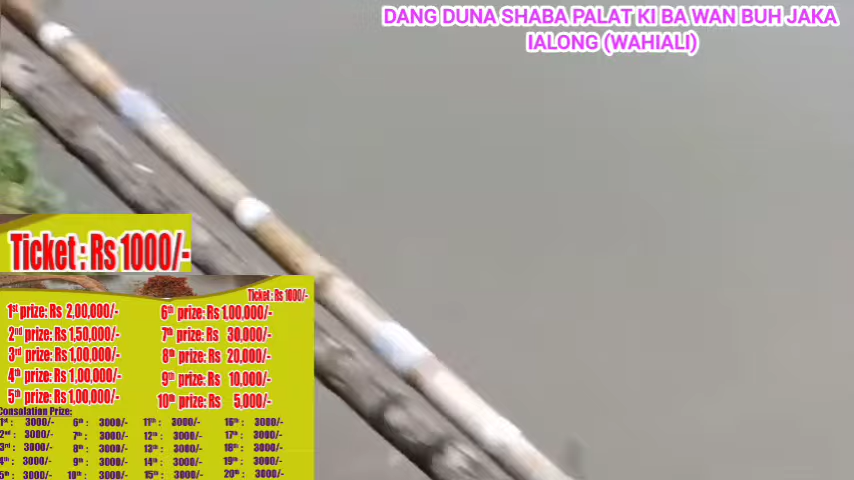 DANG DUNA SHABA PALAT KI BA WAN BUH JAKA
IALONG (WAHIALI)
Ticket : Rs 1000/-
Ticket : Rs 1000/-
1st prize: Rs 2,00,000/-
2nd prize: Rs 1,50,000/-
3rd prize: Rs 1,00,000/-
4th prize: Rs 1,00,000/-
5th prize: Rs 1,00,000/-
6th prize: Rs 1,00,000/-
7th prize: Rs 30,000/-
8th prize: Rs 20,000/-
9th prize: Rs 10,000/-
10th prize: Rs 5,000/-
Consolation Prize:
1st : 3000/-
2nd : 3000/-
3rd : 3000/-
4th : 3000/-
5th : 3000/-
6th : 3000/-
7th : 3000/-
8th : 3000/-
9th : 3000/-
10th : 3000/-
11th : 3000/-
12th : 3000/-
13th : 3000/-
14th : 3000/-
15th : 3000/-
16th : 3000/-
17th : 3000/-
18th : 3000/-
19th : 3000/-
20th : 3000/-